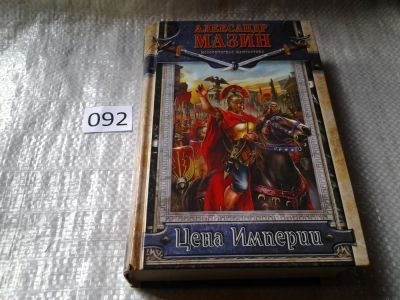 АЛЕКСАНДР
МАЗИН
ИСТОРИЧЕСКАЯ ФАНТАСТИКА
Цена Империи
092